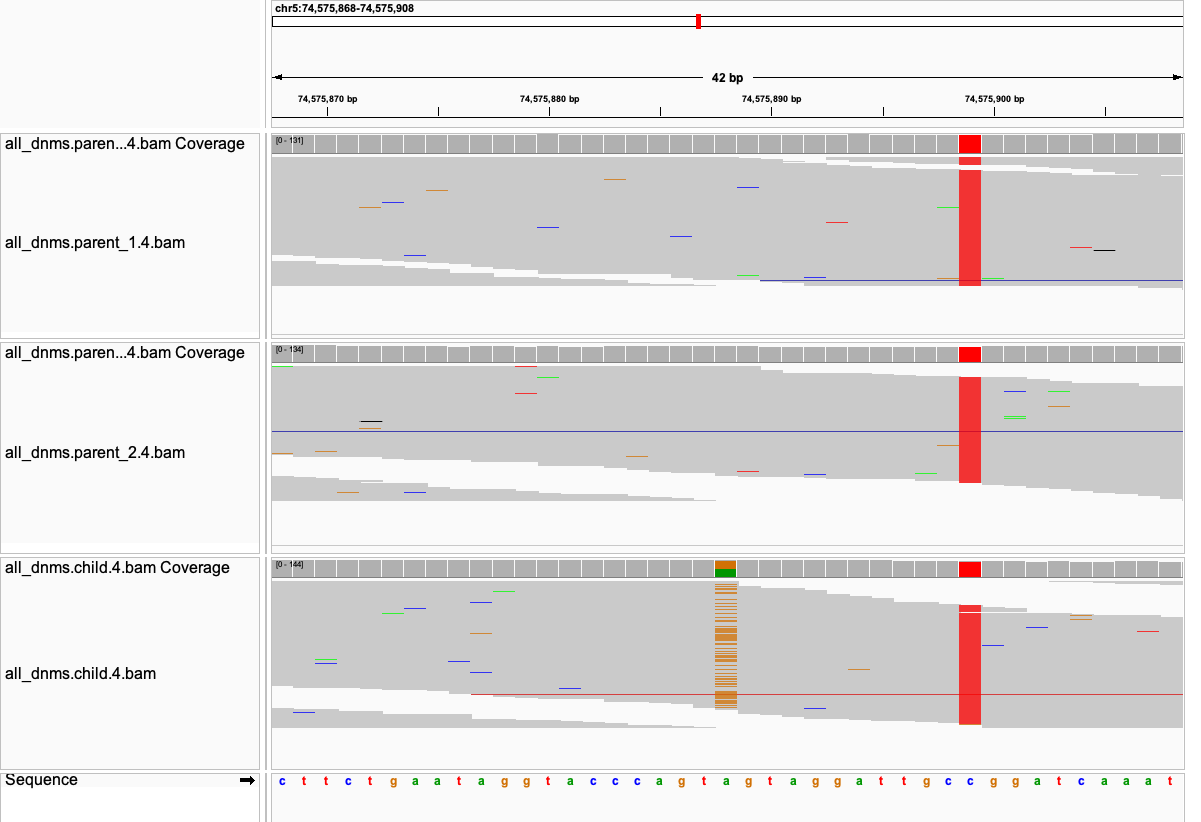 chr5:74,575,868-74,575,908
42 bp
74,575,870 bp 74,575,880 bp 74,575,890 bp 74,575,900 bp
all_dnms.paren...4.bam Coverage
[0 - 131]
all_dnms.parent_1.4.bam
all_dnms.paren...4.bam Coverage
[0 - 134]
all_dnms.parent_2.4.bam
all_dnms.child.4.bam Coverage
[0 - 144]
all_dnms.child.4.bam
Sequence
c t t c t g a a t a g g t a c c c a g t a g t a g g a t t g c c g g a t c a a a t